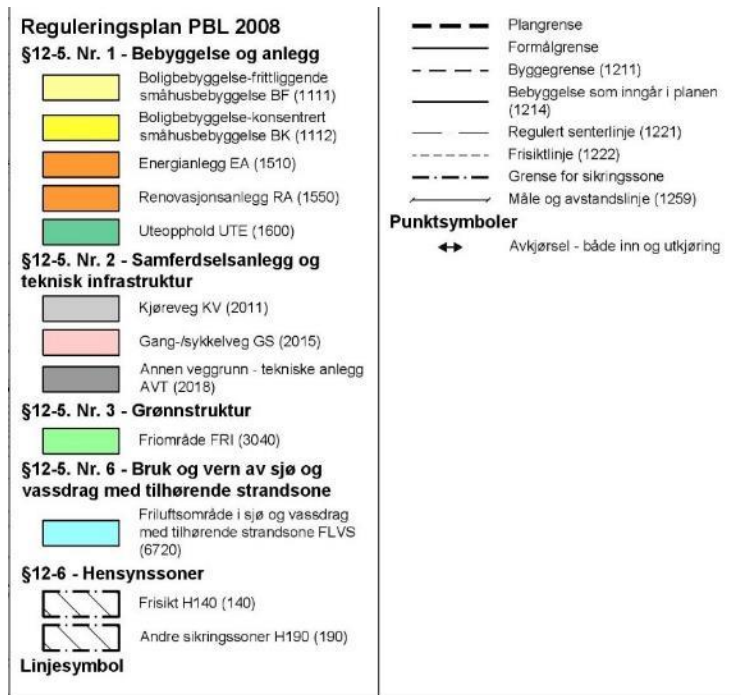 Reguleringsplan PBL 2008
§12-5. Nr. 1 - Bebyggelse og anlegg
Boligbebyggelse-frittliggende
småhusbebyggelse BF (1111)
Boligbebyggelse-konsentrert
småhusbebyggelse BK (1112)
Energianlegg EA (1510)
Renovasjonsanlegg RA (1550)
Uteopphold UTE (1600)
§12-5. Nr. 2 - Samferdselsanlegg og
teknisk infrastruktur
Kjøreveg KV (2011)
Gang-/sykkelveg GS (2015)
Annen veggrunn - tekniske anlegg
AVT (2018)
§12-5. Nr. 3 - Grønnstruktur
Friområde FRI (3040)
§12-5. Nr. 6 - Bruk og vern av sjø og
vassdrag med tilhørende strandsone
Friluftsområde i sjø og vassdrag
med tilhørende strandsone FLVS
(6720)
§12-6 - Hensynssoner
Frisikt H140 (140)
Andre sikringssoner H190 (190)
Linjesymbol
Plangrense
Formålgrense
Byggegrense (1211)
Bebyggelse som inngår i planen
(1214)
Regulert senterlinje (1221)
Frisiktlinje (1222)
Grense for sikringssone
Måle og avstandslinje (1259)
Punktsymboler
Avkjørsel - både inn og utkjøring